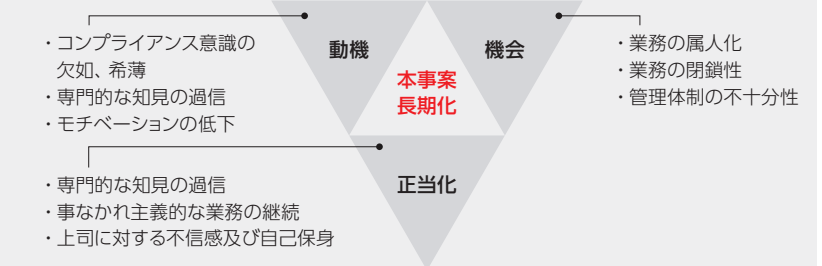 ・コンプライアンス意識の
欠如、希薄
・専門的な知見の過信
・モチベーションの低下
動機
機会
本事案
長期化
・業務の属人化
・業務の閉鎖性
・管理体制の不十分性
・専門的な知見の過信
・事なかれ主義的な業務の継続
・上司に対する不信感及び自己保身
正当化